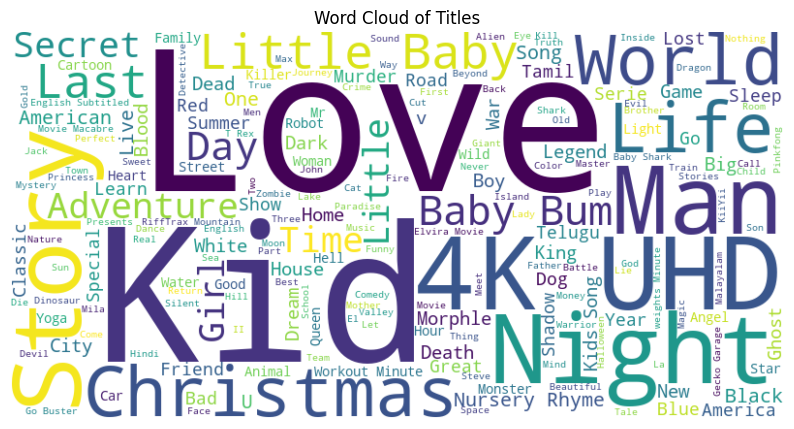 Word Cloud of Titles
Secret
Family
Max
Sound
Alien
Eye
Kill
Inside
Nothing
Cartoon
Little Baby
Way
Truth
World
Last
Detective
Killer
Journey
Beyond
Song
Dragon
Lost
English Subtitled
Dead
True
Crime
Murder
Road
First
Tamil
Serie
Game
Sleep
Gold
Movie Macabre
Blood
Red
One
Men
Cut
Back
Shark
Evil
Room
American
Live
Summer
Mr
Robot
T Rex
v
War
Old
Brother
Life
Perfect
Day
Dark
Giant
Legend
Light
Go
Jack
Sweet
Street
Woman
Little
Wild
Color
Master
Baby Shark
Big
Call
Pinkfong
Town
Heart
John
Never
Boy
Train
Child
Mystery
Princess
Learn
Zombie
Cat
Fire
Island
Play
Stories
Love
Two
Lake
Paradise
Lady
Man
KiiYii
Story
Adventure
Show
Three
Home
Music
Baby Bum
Son
Presents
RiffTrax Mountain
Dance
English
Time
Elvira Movie
Telugu
Nature
Real
White
Moon
Part
Funny
King
God
Lie
Classic
Special
Sea
House
Hell
Father
Battle
Sun
Water
Return
Good
Best
Meet
Dog
4K UHD
weights Minute
Malayalam
Die
Dinosaur
Silent
Hill
Dream
School
Comedy
Mother
Valley
Movie
Money
Magic
Yoga
Mila
Kid
Girl
II
Queen
El
Let
Morphle
Hour
Shadow
Warrior
Year
Angel
City
Come
Team
Thing
Mind
Kids Song
Halloween
Night
Ghost
Devil
Hindi
Friend
Animal
Workout Minute
Death
Great
Steve
Monster
Beautiful
La
Gecko Garage
Star
Christmas
Car
Bad
U
Nursery Rhyme
New
Black
Go Buster
Face
Space
Tale
Blue
America